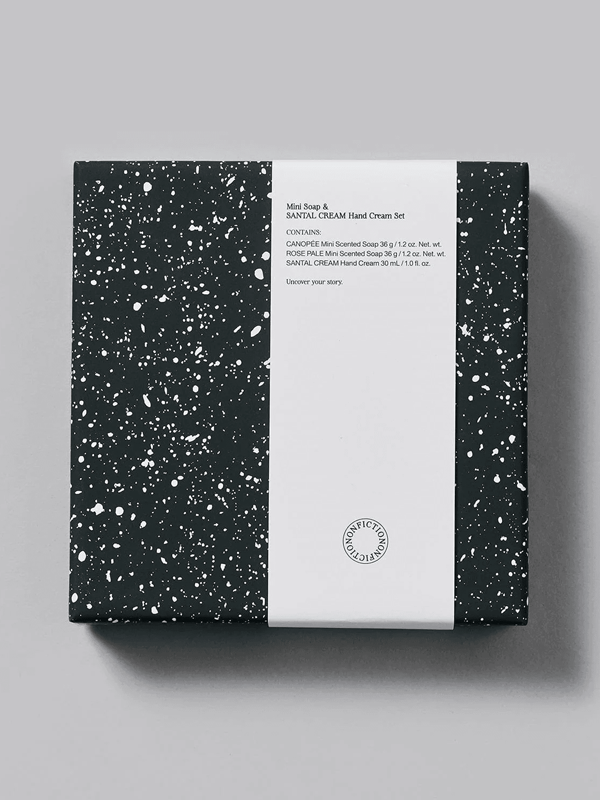 Mini Soap &
SANTAL CREAM Hand Cream Set
CONTAINS:
CANOPÉE Mini Scented Soap 36 g / 1.2 oz. Net. wt.
ROSE PALE Mini Scented Soap 36 g / 1.2 oz. Net. wt.
SANTAL CREAM Hand Cream 30 mL / 1.0 fl. oz.
Uncover your story.
NONFICTIONONFICTIO